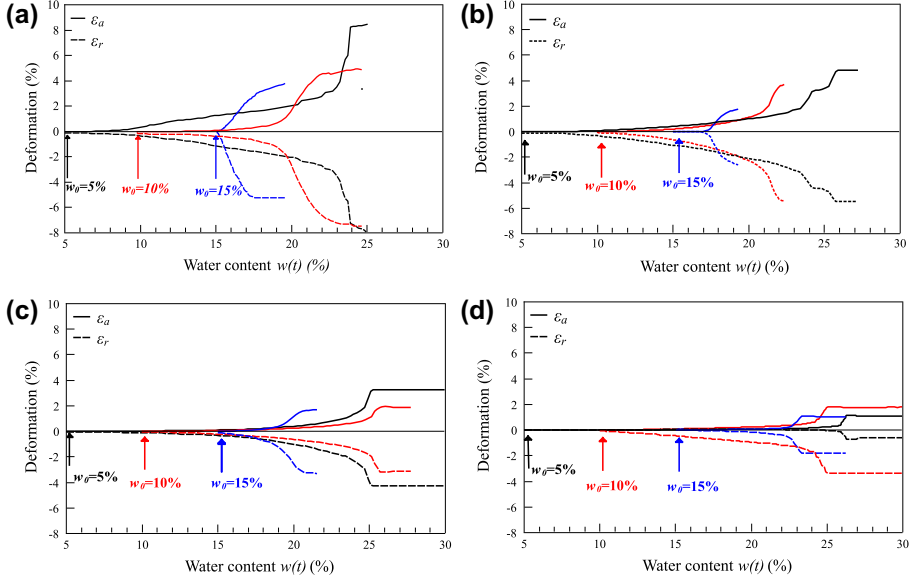 (a)
10
8
6
4
2
0
-2
-4
-6
-8
Deformation (%)
εa
εr
w0=5%
w0=10%
w0=15%
5
10
15
20
25
30
Water content w(t) (%)
(b)
10
8
6
4
2
0
-2
-4
-6
-8
Deformation (%)
εa
εr
w0=5%
w0=10%
w0=15%
5
10
15
20
25
30
Water content w(t) (%)
(c)
10
8
6
4
2
0
-2
-4
-6
-8
Deformation (%)
εa
εr
w0=5%
w0=10%
w0=15%
5
10
15
20
25
30
Water content w(t) (%)
(d)
10
8
6
4
2
0
-2
-4
-6
-8
Deformation (%)
εa
εr
w0=5%
w0=10%
w0=15%
5
10
15
20
25
30
Water content w(t) (%)